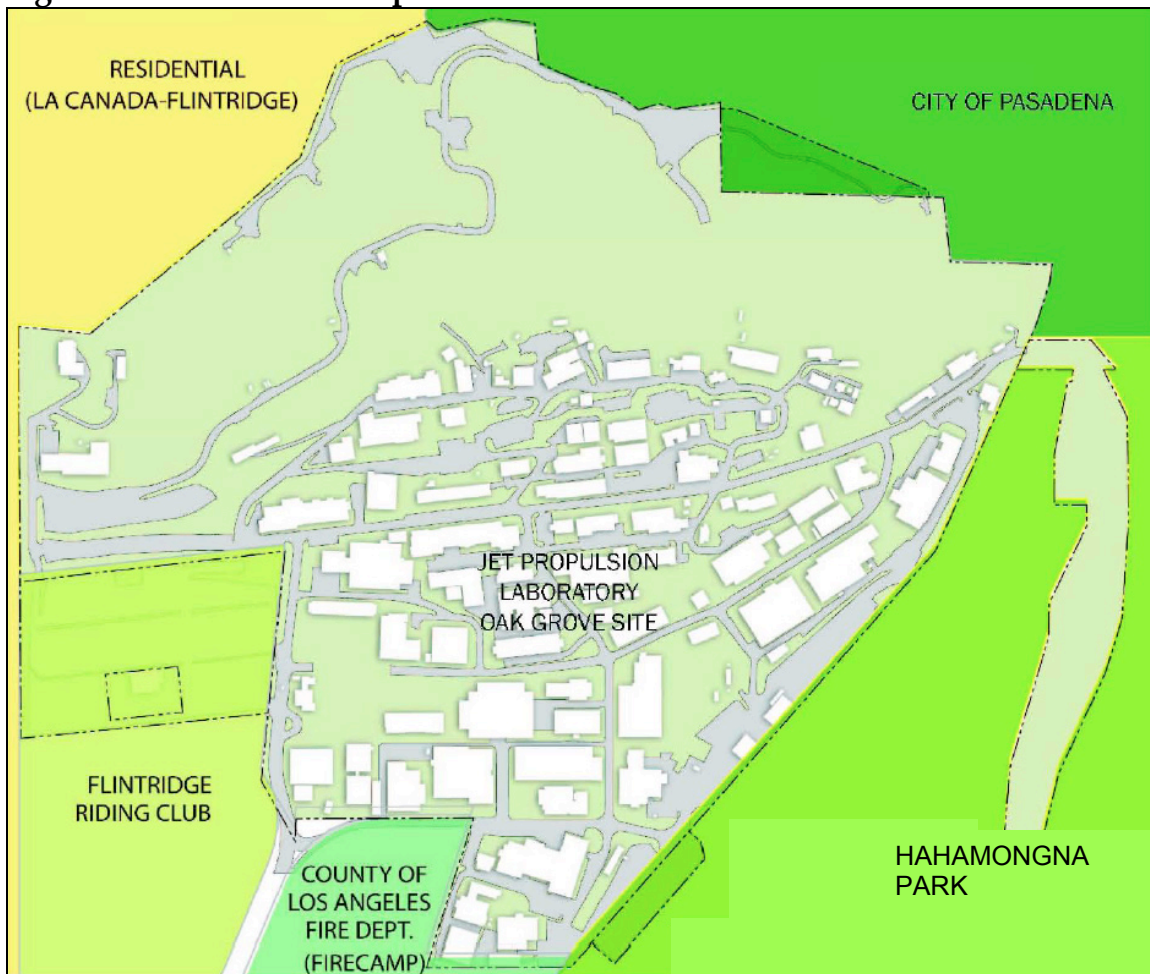 RESIDENTIAL
(LA CANADA-FLINTRIDGE)
CITY OF PASADENA
JET PROPULSION
LABORATORY
OAK GROVE SITE
FLINTRIDGE
RIDING CLUB
COUNTY OF
LOS ANGELES
FIRE DEPT.
(FIRECAMP)
HAHAMONGNA
PARK